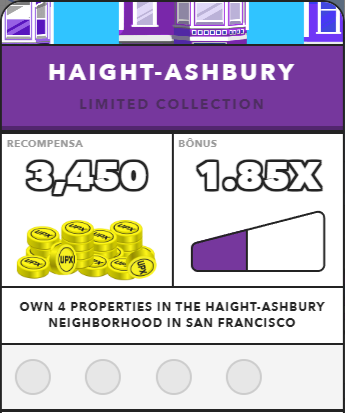 HAIGHT-ASHBURY
LIMITED COLLECTION
RECOMPENSA
3,450
BÔNUS
1.85X
UPX
OWN 4 PROPERTIES IN THE HAIGHT-ASHBURY
NEIGHBORHOOD IN SAN FRANCISCO